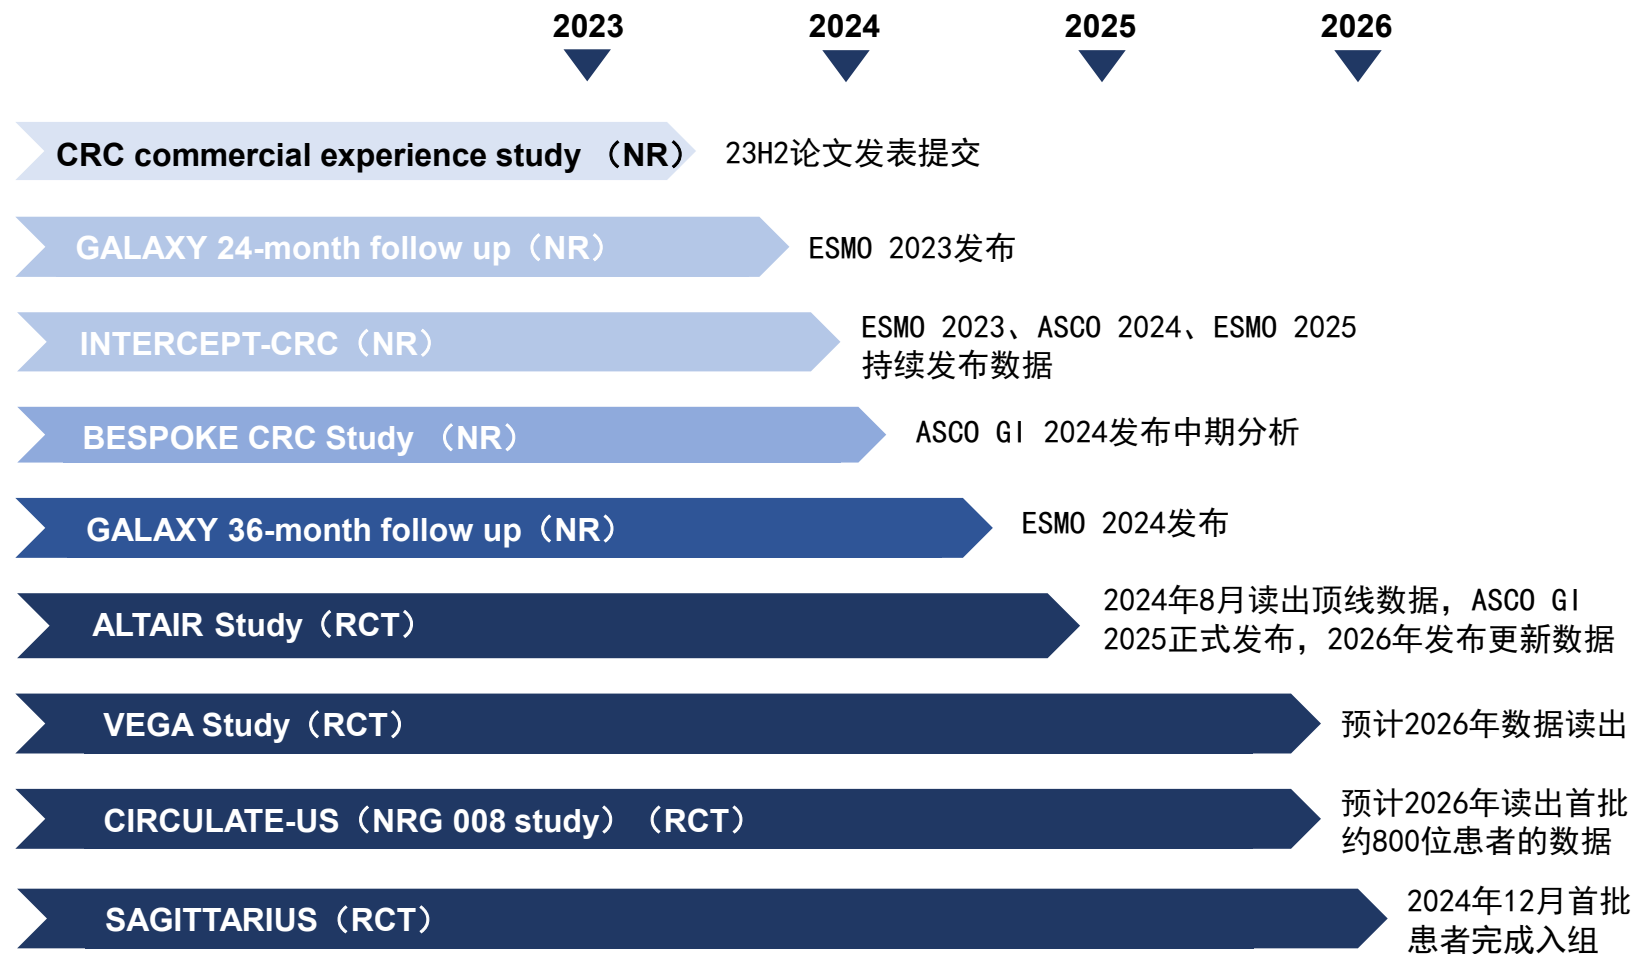 2023 2024 2025 2026
CRC commercial experience study （NR） 23H2论文发表提交
GALAXY 24-month follow up（NR） ESMO 2023发布
INTERCEPT-CRC（NR） ESMO 2023、ASCO 2024、ESMO 2025
持续发布数据
BESPOKE CRC Study （NR） ASCO GI 2024发布中期分析
GALAXY 36-month follow up（NR） ESMO 2024发布
ALTAIR Study（RCT） 2024年8月读出顶线数据，ASCO GI
2025正式发布，2026年发布更新数据
VEGA Study（RCT） 预计2026年数据读出
CIRCULATE-US（NRG 008 study）（RCT） 预计2026年读出首批
约800位患者的数据
SAGITTARIUS（RCT） 2024年12月首批
患者完成入组